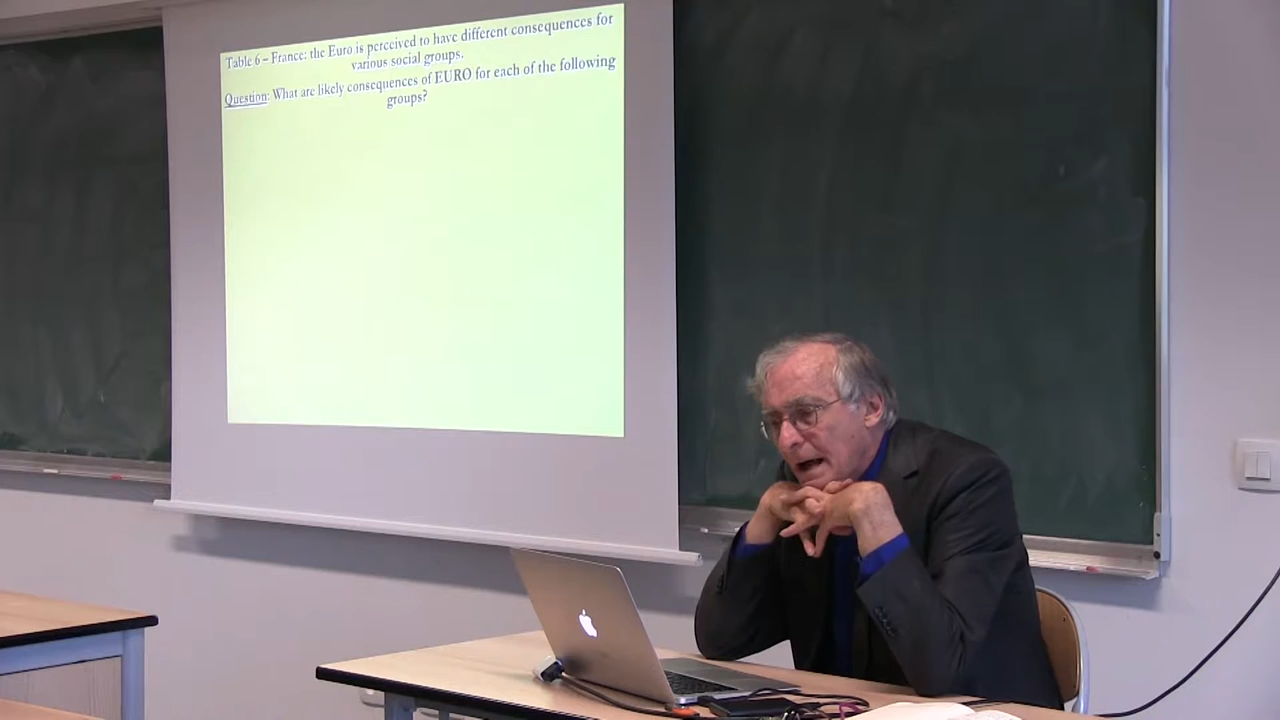 Table 6 – France: the Euro is perceived to have different consequences for
various social groups.
Question: What are likely consequences of EURO for each of the following
groups?